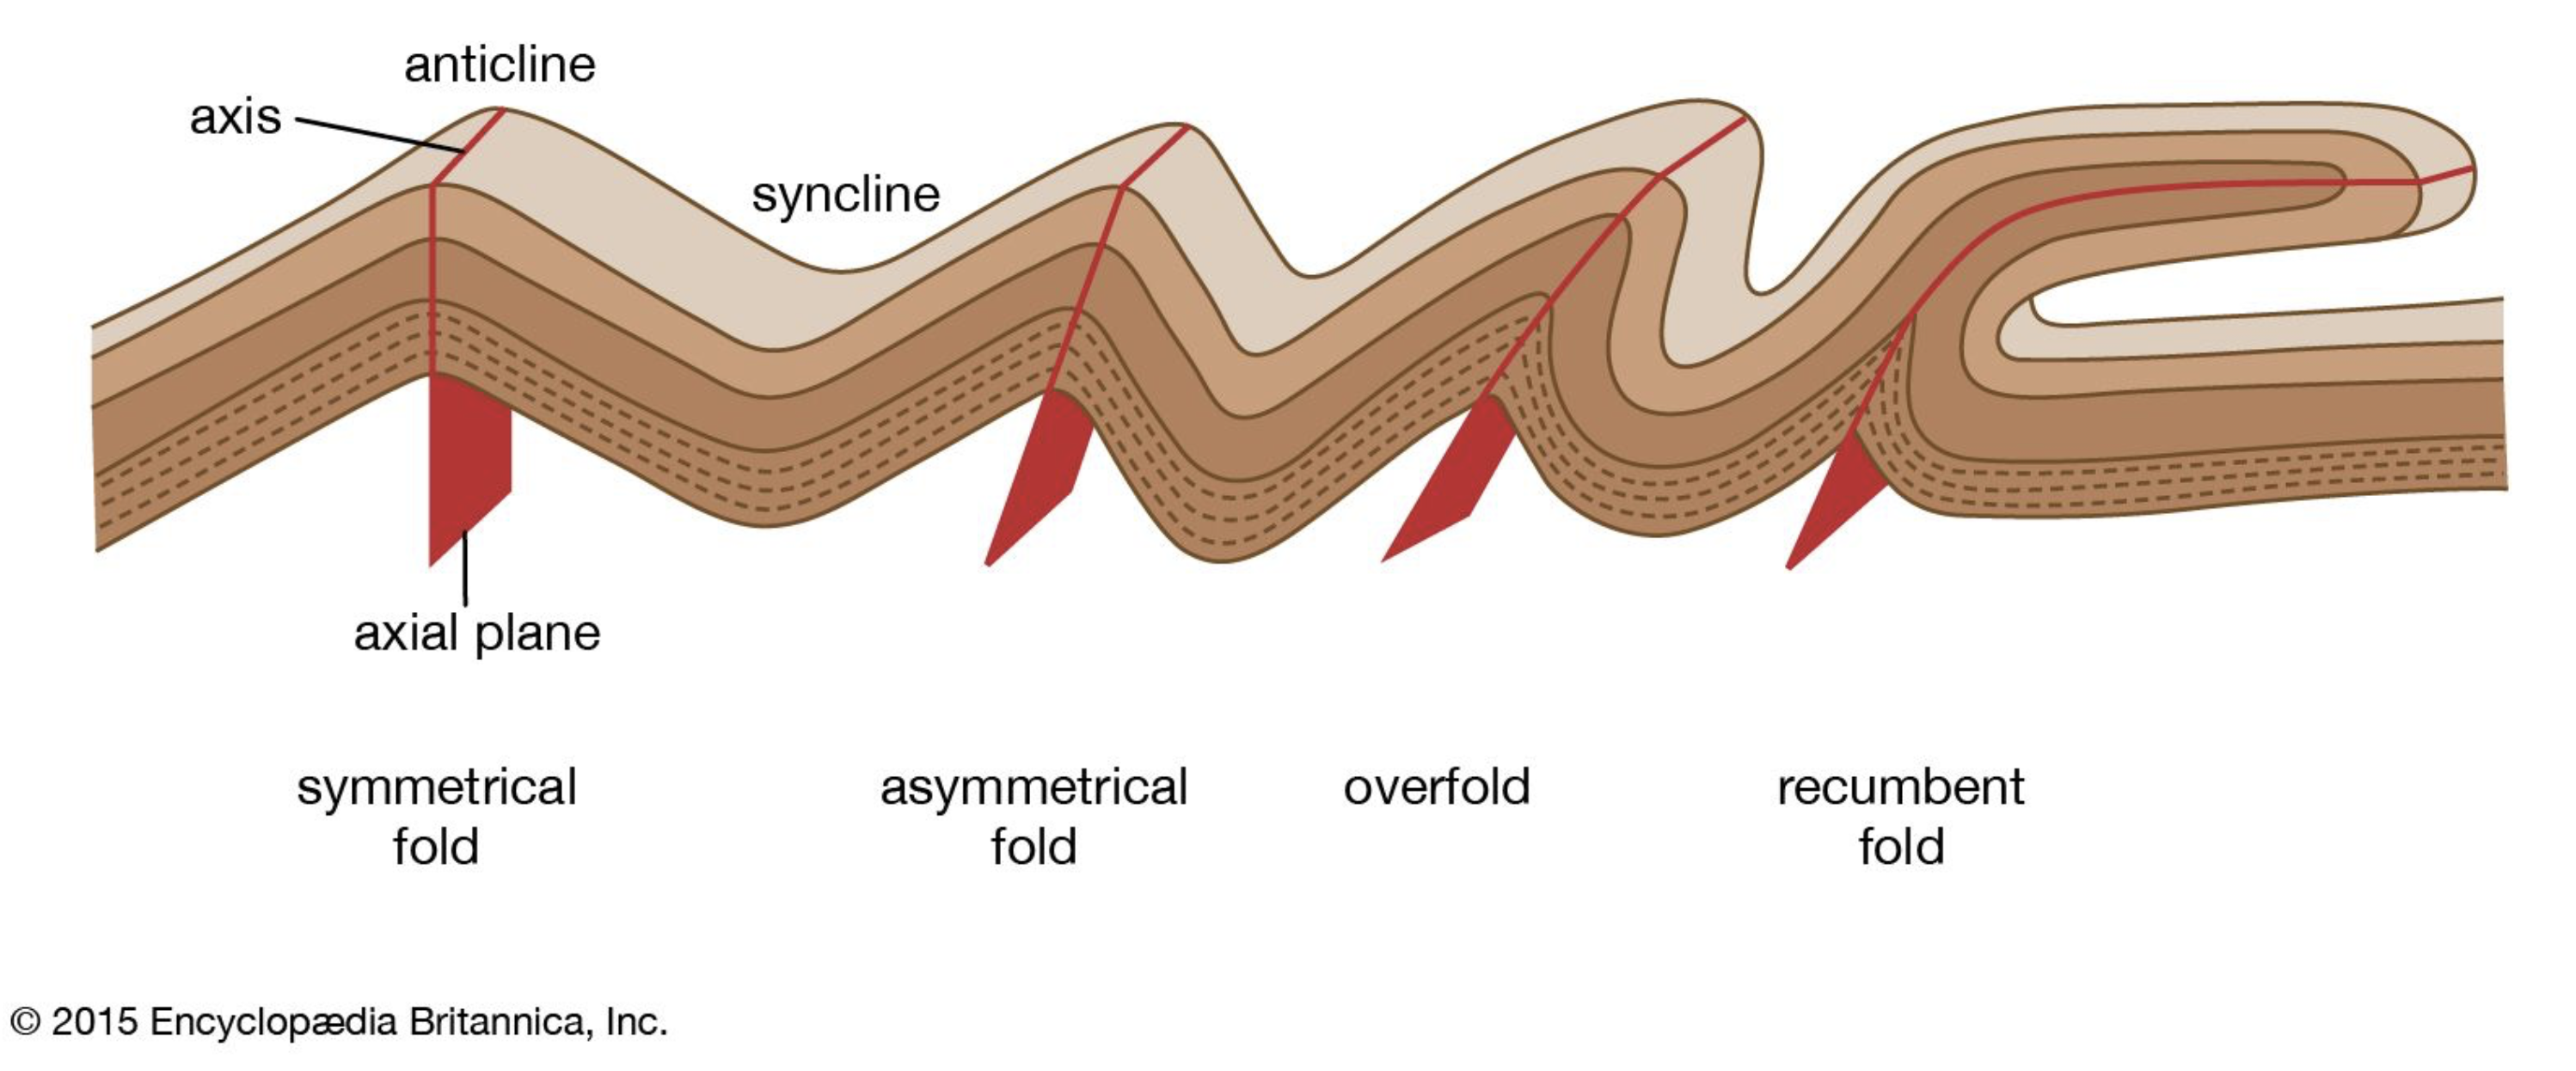 anticline
axis
syncline
axial plane
symmetrical
fold
asymmetrical
fold
overfold
recumbent
fold
© 2015 Encyclopædia Britannica, Inc.